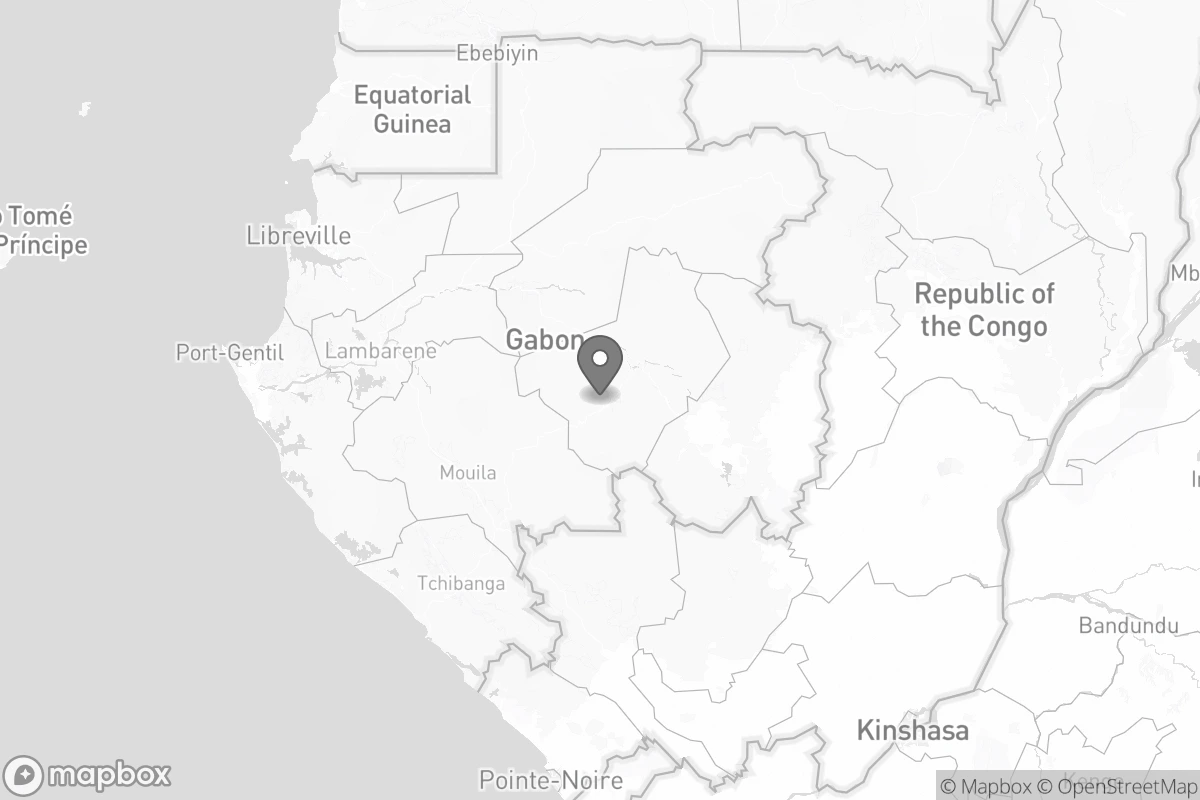 Ebebiyin
Equatorial
Guinea
Tomé
Príncipe
Libreville
Republic of
the Congo
Gabon
Port-Gentil
Lambarene
Mouila
Tchibanga
Bandundu
Kinshasa
Pointe-Noire
mapbox
© Mapbox © OpenStreetMap